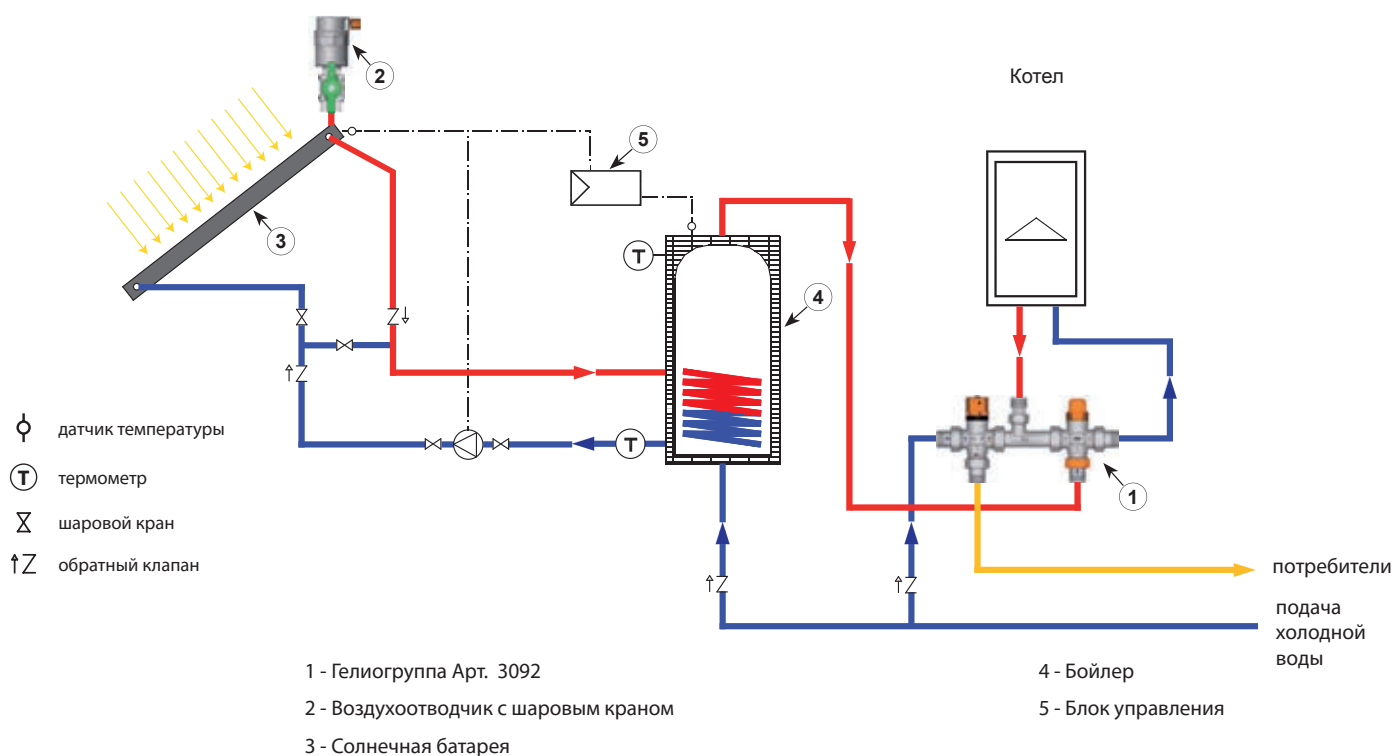 2
Котел
5
3
T
4
датчик температуры
T
термометр
T
1
шаровой кран
обратный клапан
потребители
подача
холодной
воды
1 - Гелиогруппа Арт. 3092
2 - Воздухоотводчик с шаровым краном
3 - Солнечная батарея
4 - Бойлер
5 - Блок управления